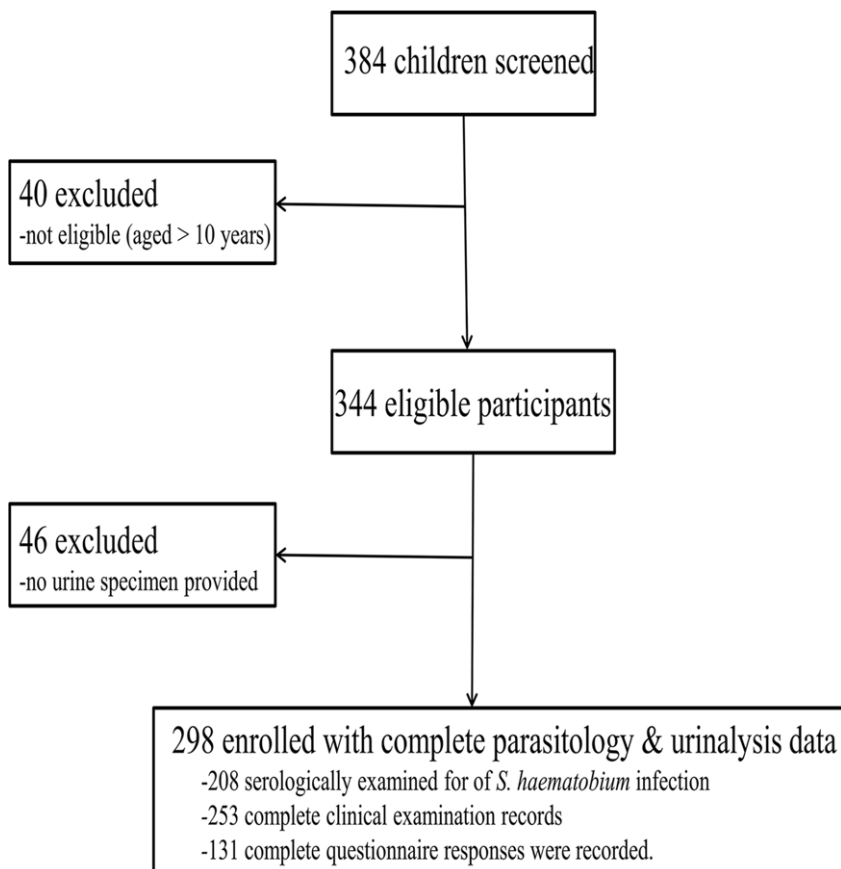 384 children screened
40 excluded
-not eligible (aged > 10 years)
344 eligible participants
46 excluded
-no urine specimen provided
298 enrolled with complete parasitology & urinalysis data
-208 serologically examined for of S. haematobium infection
-253 complete clinical examination records
-131 complete questionnaire responses were recorded.